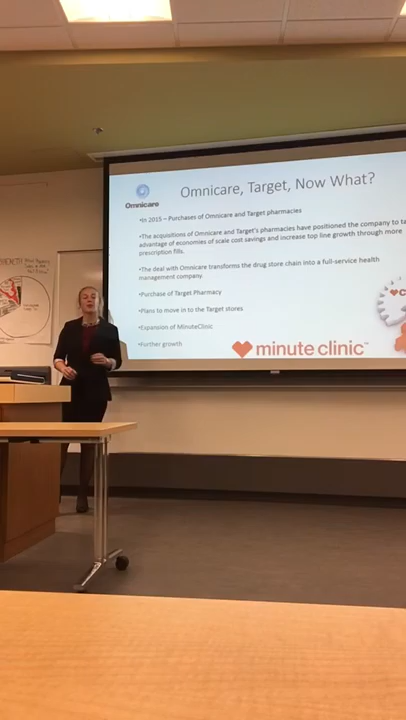 Omnicare, Target, Now What?
Omnicare
•In 2015 – Purchases of Omnicare and Target pharmacies
•The acquisitions of Omnicare and Target's pharmacies have positioned the company to ta
advantage of economies of scale cost savings and increase top line growth through more
prescription fills.
•The deal with Omnicare transforms the drug store chain into a full-service health
management company
•Purchase of Target Pharmacy
•Plans to move in to the Target stores
•Expansion of MinuteClinic
•Further growth
minute clinic™
HEALTH